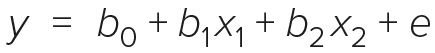 y = b₀ + b₁x₁ + b₂x₂ + e